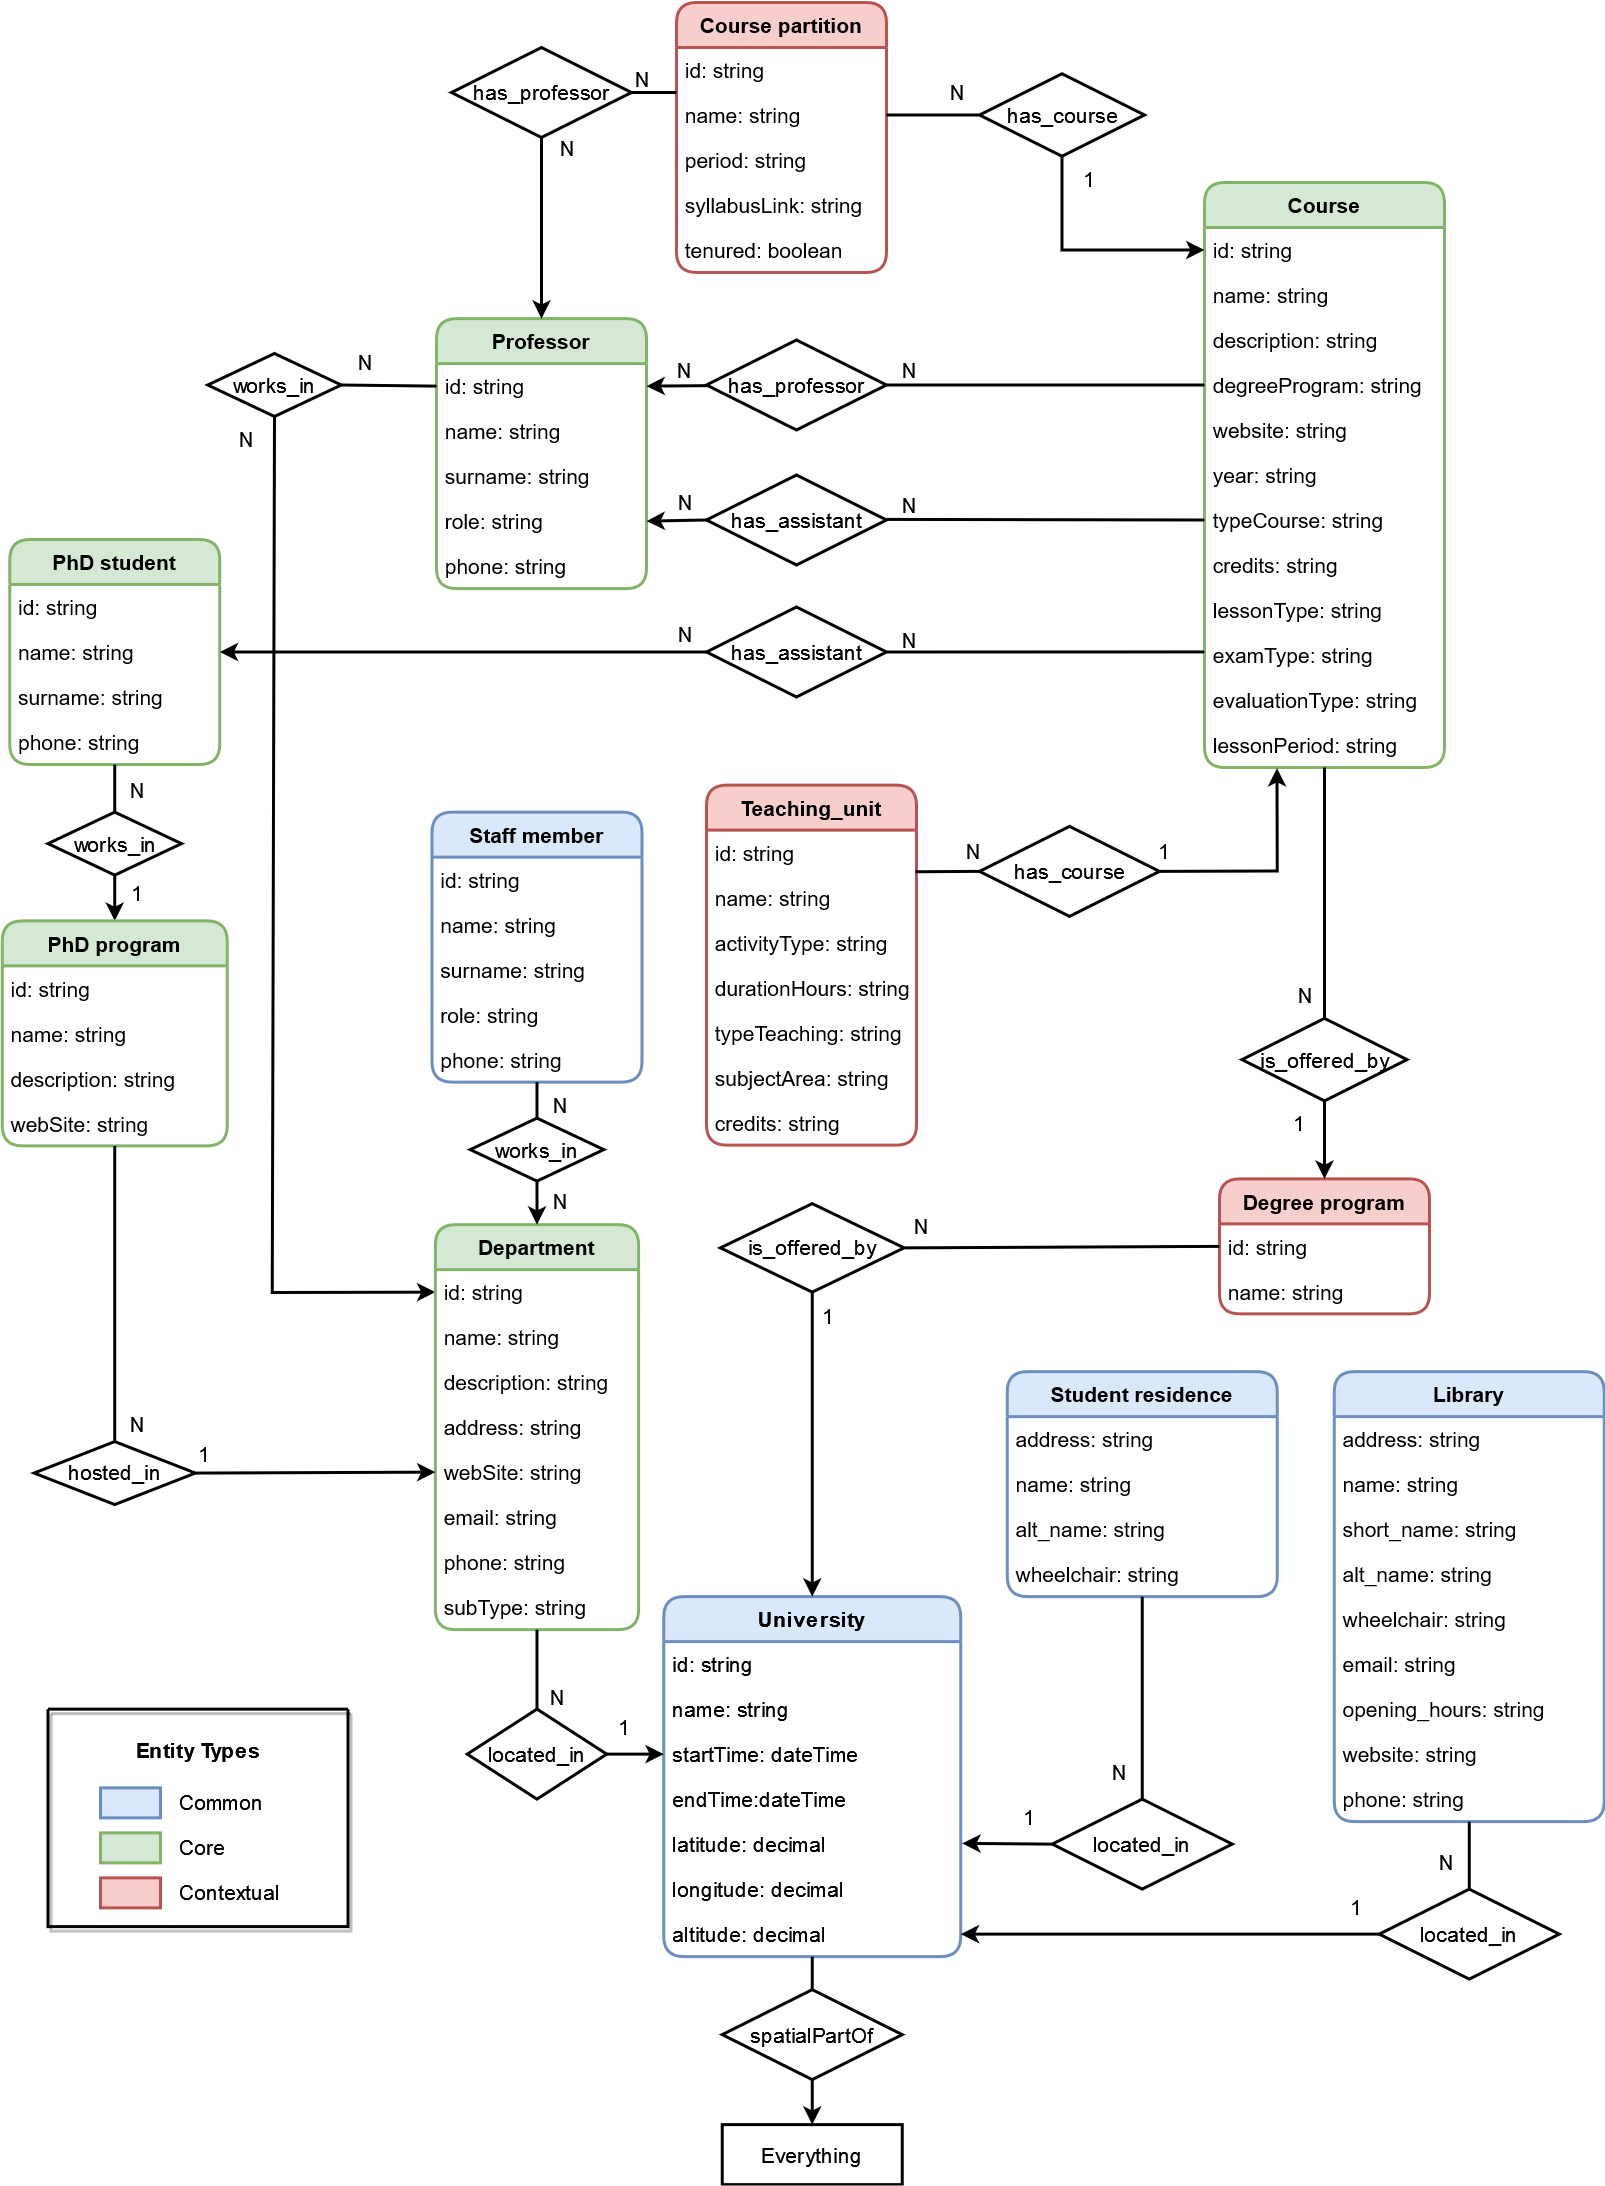 Course partition
id: string
name: string
period: string
syllabusLink: string
tenured: boolean
has_professor
N
N
N
has_course
1
Course
id: string
name: string
description: string
degreeProgram: string
website: string
year: string
typeCourse: string
credits: string
lessonType: string
examType: string
evaluationType: string
lessonPeriod: string
Professor
id: string
name: string
surname: string
role: string
phone: string
works_in
N
N
N
has_professor
N
N
has_assistant
N
N
has_assistant
N
PhD student
id: string
name: string
surname: string
phone: string
N
works_in
1
PhD program
id: string
name: string
description: string
webSite: string
N
hosted_in
1
Staff member
id: string
name: string
surname: string
role: string
phone: string
N
works_in
N
Teaching_unit
id: string
name: string
activityType: string
durationHours: string
typeTeaching: string
subjectArea: string
credits: string
N
has_course
1
N
is_offered_by
1
Degree program
id: string
name: string
N
is_offered_by
1
Department
id: string
name: string
description: string
address: string
webSite: string
email: string
phone: string
subType: string
N
located_in
1
Student residence
address: string
name: string
alt_name: string
wheelchair: string
N
located_in
1
Library
address: string
name: string
short_name: string
alt_name: string
wheelchair: string
email: string
opening_hours: string
website: string
phone: string
N
located_in
1
University
id: string
name: string
startTime: dateTime
endTime:dateTime
latitude: decimal
longitude: decimal
altitude: decimal
spatialPartOf
Everything
Entity Types
Common
Core
Contextual